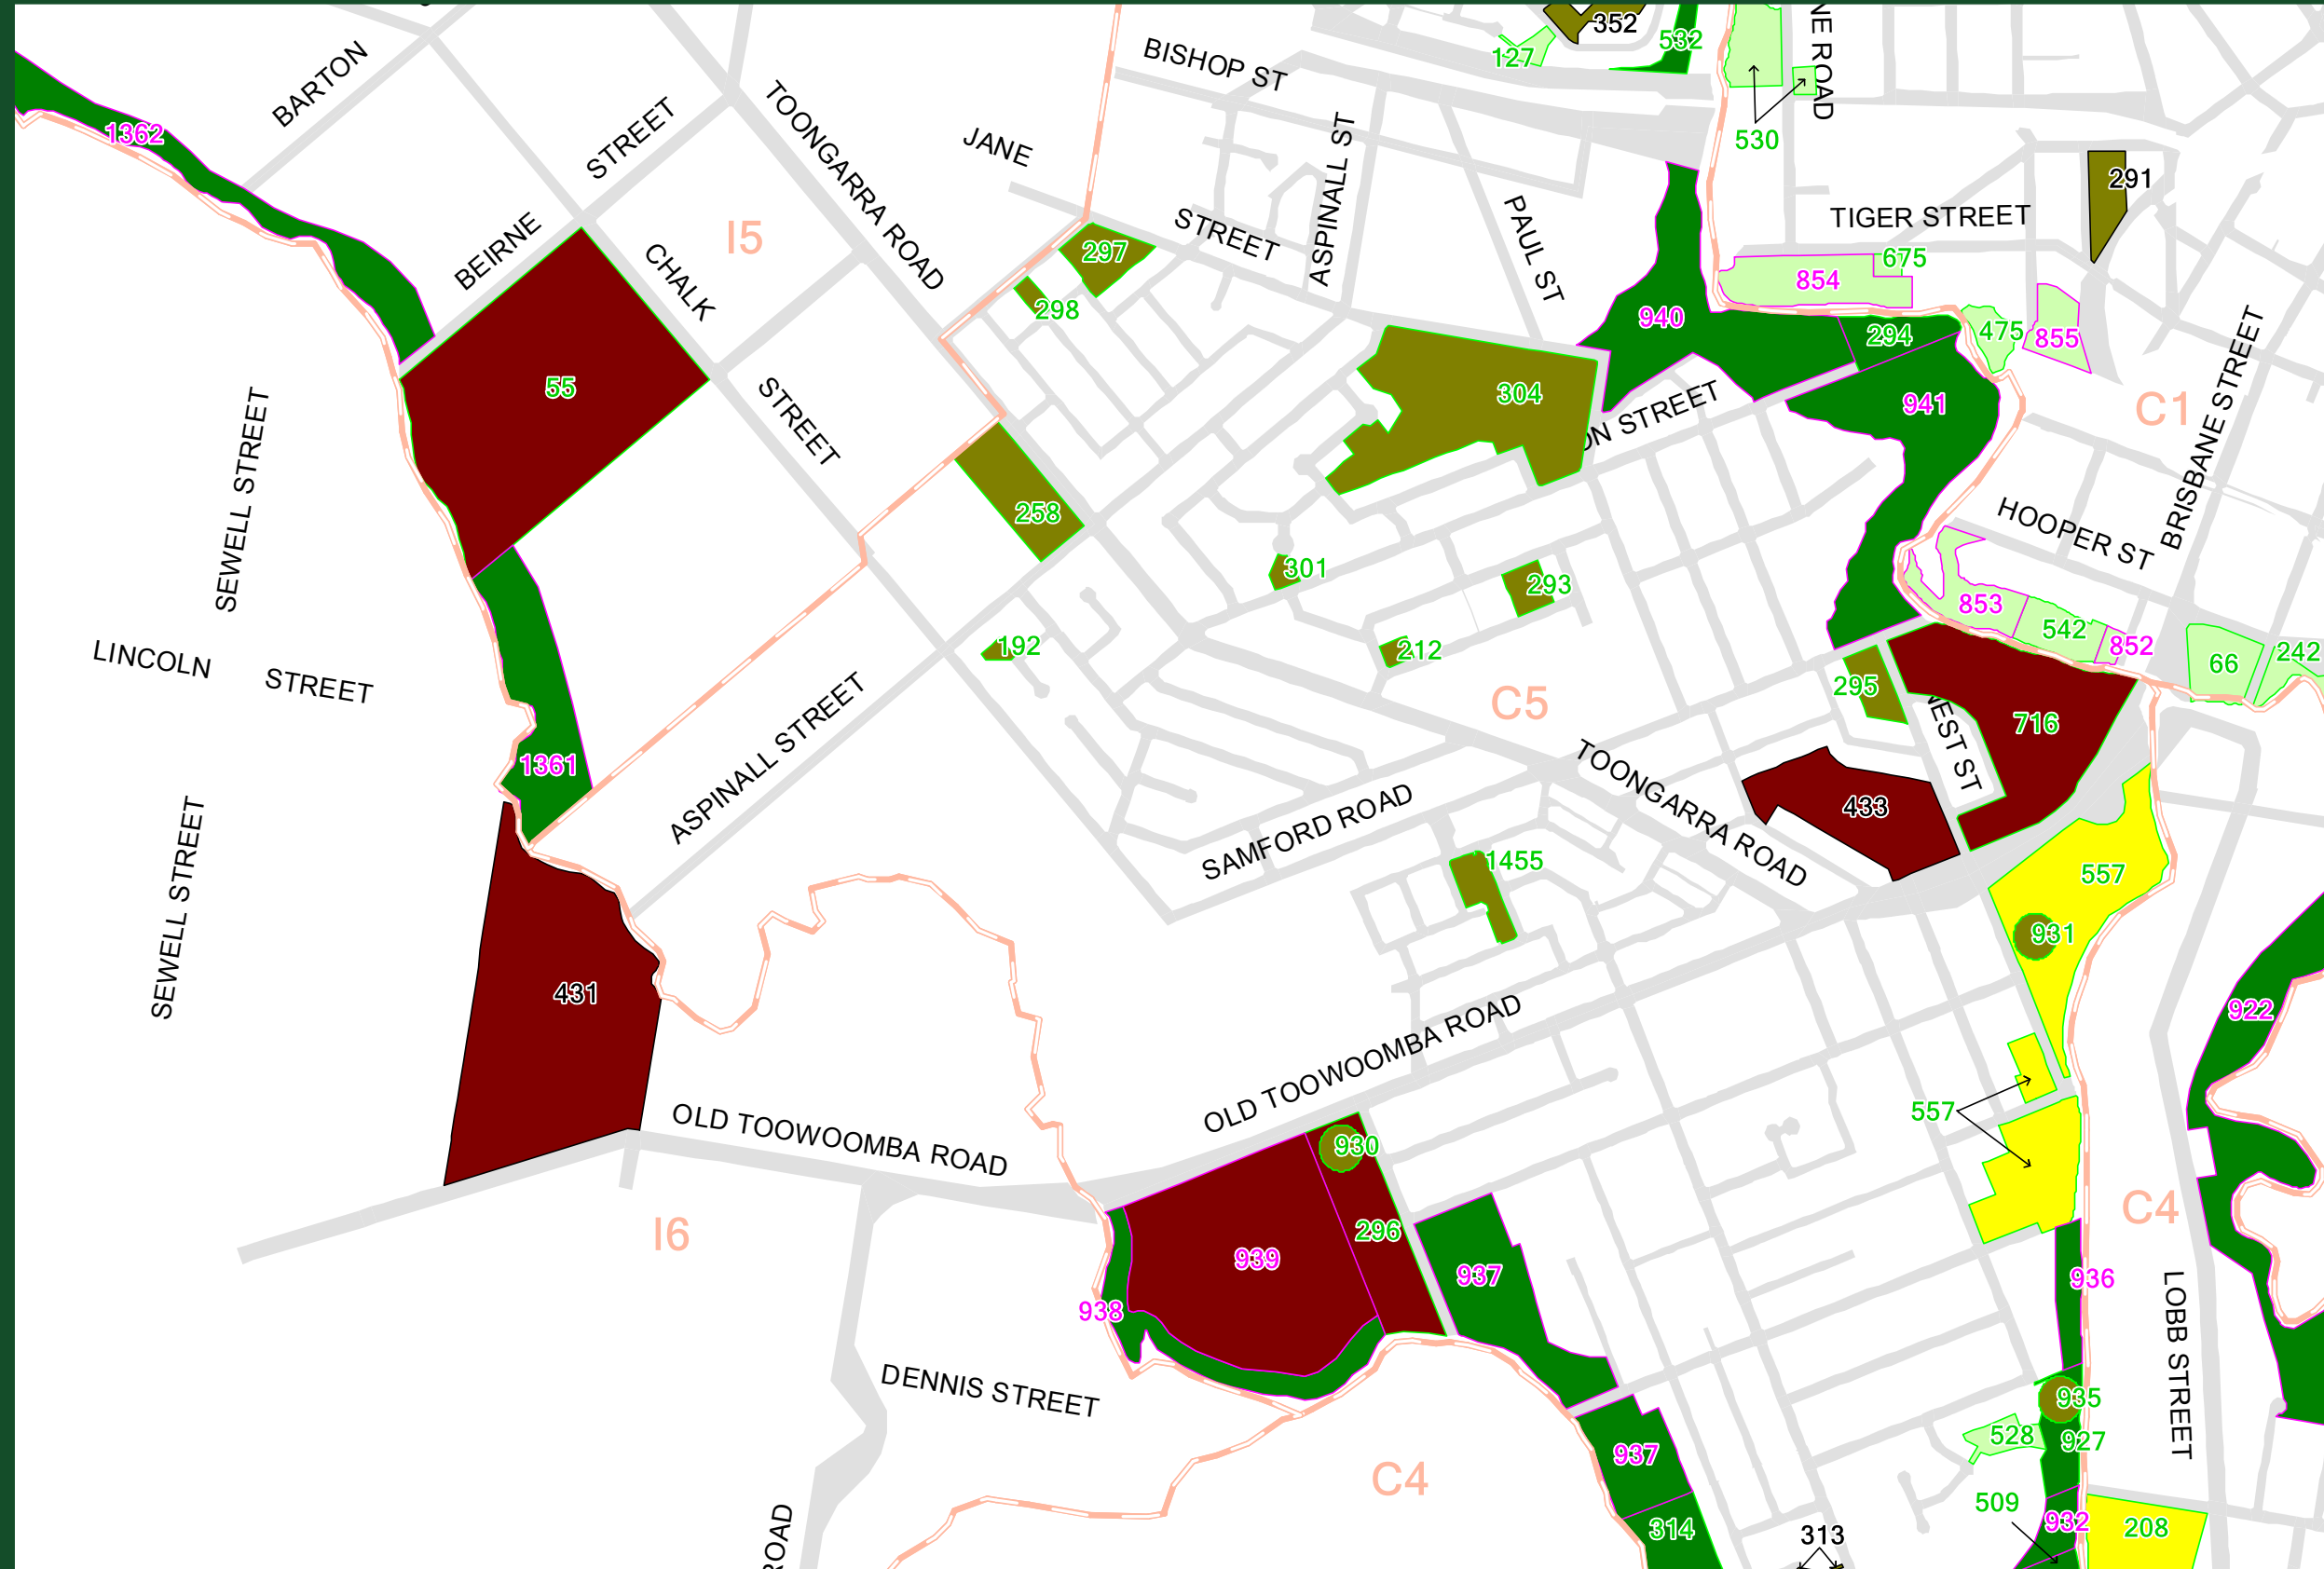 352
532
127
NE ROAD
BISHOP ST
BARTON
1362
STREET
TOONGARRA ROAD
JANE
ASPINALL ST
530
291
TIGER STREET
PAUL ST
STREET
BEIRNE
I5
CHALK
297
298
675
854
940
294
475
855
BRISBANE STREET
55
STREET
304
ON STREET
941
C1
SEWELL STREET
258
HOOPER ST
301
293
853
542
852
66
242
192
212
LINCOLN
STREET
295
C5
716
NEST ST
1361
ASPINALL STREET
TOONGARRA ROAD
SAMFORD ROAD
433
1455
557
931
SEWELL STREET
431
922
OLD TOOWOOMBA ROAD
557
OLD TOOWOOMBA ROAD
930
C4
I6
296
939
937
936
938
LOBB STREET
DENNIS STREET
935
528
927
937
C4
509
932
314
313
208
ROAD